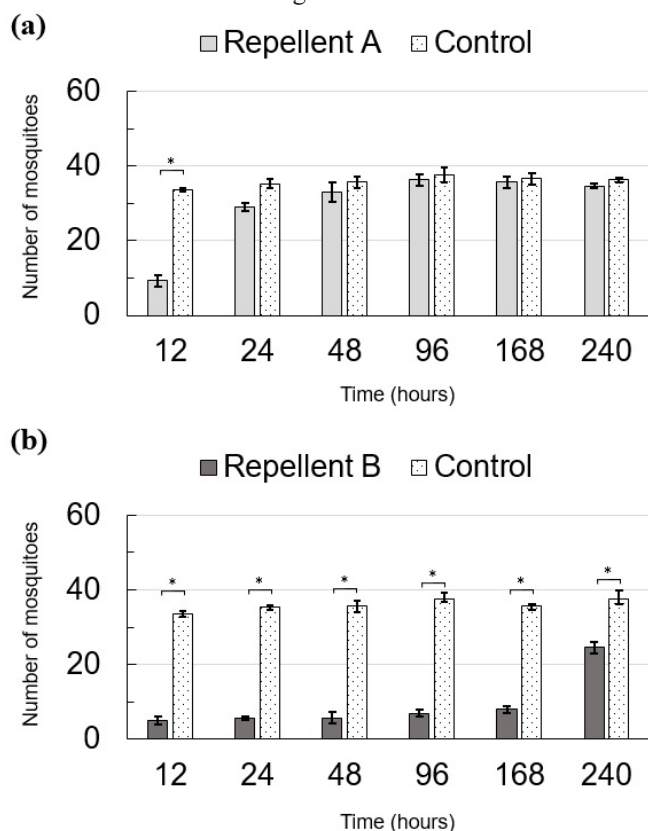 (a)
Repellent A Control
Number of mosquitoes
60
40
20
0
*
12 24 48 96 168 240
Time (hours)
(b)
Repellent B Control
Number of mosquitoes
60
40
20
0
* * * * * *
12 24 48 96 168 240
Time (hours)